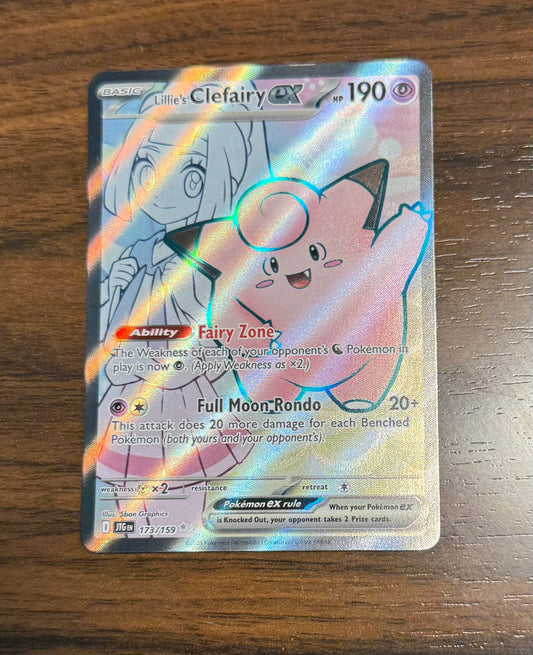 BASIC
Lillie's Clefairy ex HP 190
Ability Fairy Zone
The Weakness of each of your opponent's Pokémon in
play is now . (Apply Weakness as ×2.)
Full Moon Rondo 20+
This attack does 20 more damage for each Benched
Pokémon (both yours and your opponent's).
weakness ×2 resistance retreat
Illus. 5ban Graphics
Pokémon ex rule When your Pokémon ex
is Knocked Out, your opponent takes 2 Prize cards.
I JTG EN 173/159